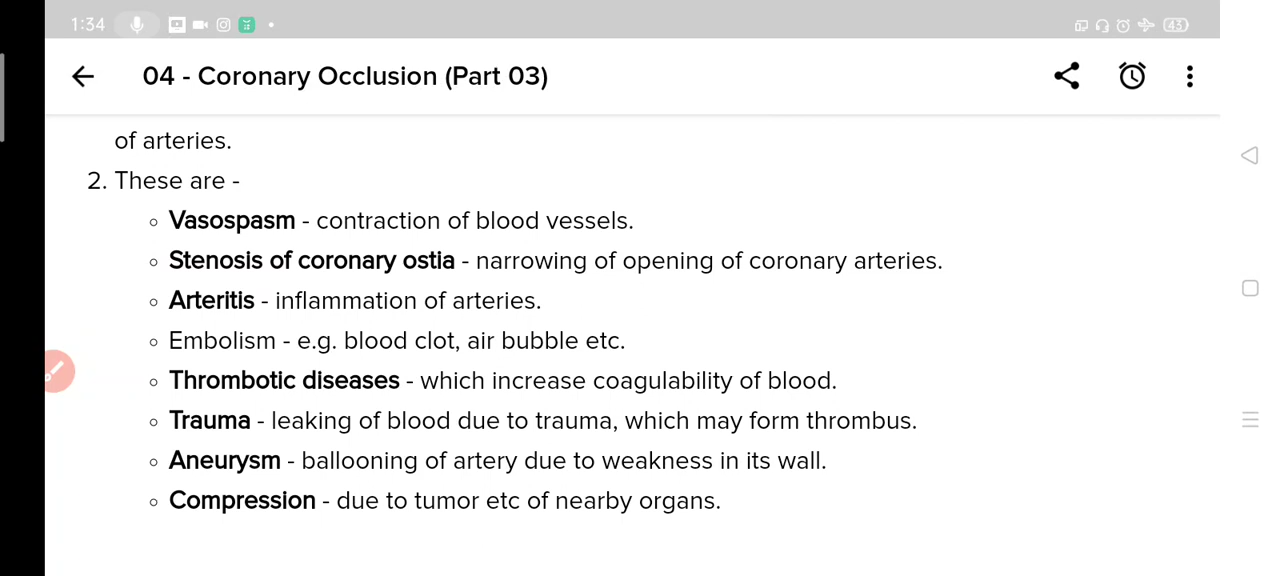 1:34
43
04 - Coronary Occlusion (Part 03)
of arteries.
2. These are -
Vasospasm - contraction of blood vessels.
Stenosis of coronary ostia - narrowing of opening of coronary arteries.
Arteritis - inflammation of arteries.
Embolism - e.g. blood clot, air bubble etc.
Thrombotic diseases - which increase coagulability of blood.
Trauma - leaking of blood due to trauma, which may form thrombus.
Aneurysm - ballooning of artery due to weakness in its wall.
Compression - due to tumor etc of nearby organs.